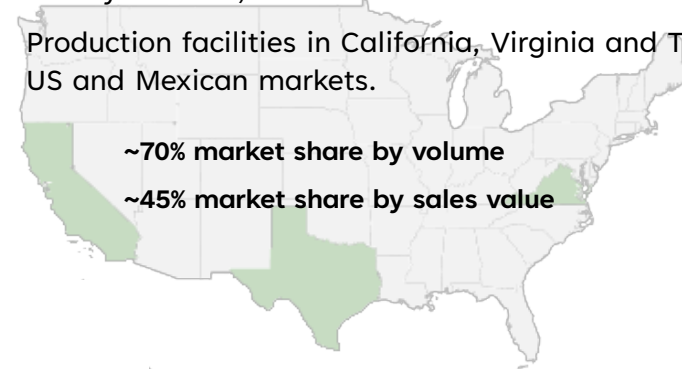 Production facilities in California, Virginia and T
US and Mexican markets.
~70% market share by volume
~45% market share by sales value